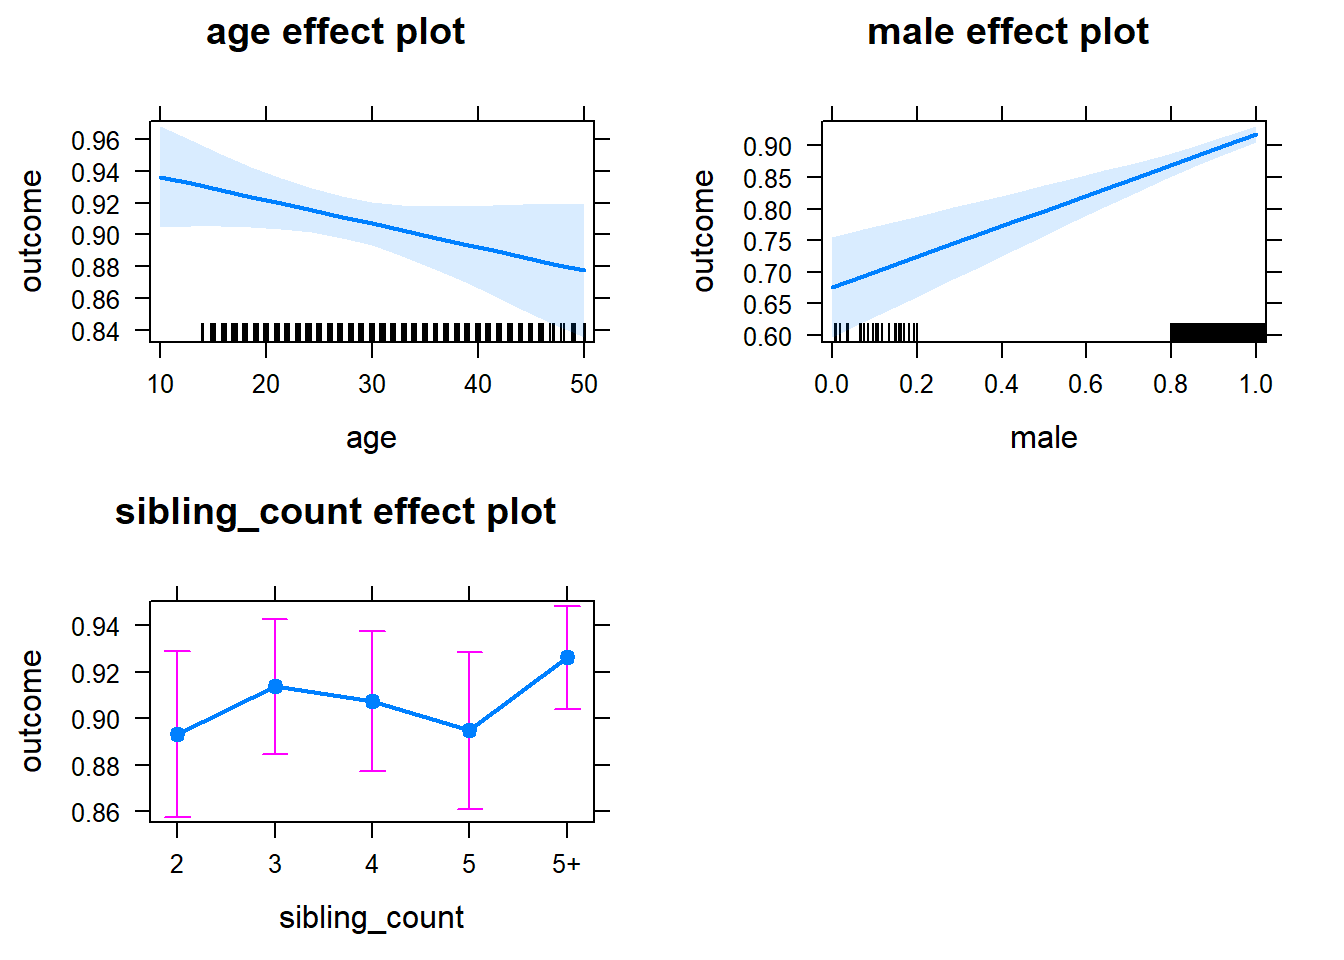 age effect plot
outcome
0.96
0.94
0.92
0.90
0.88
0.86
0.84
10 20 30 40 50
age
male effect plot
outcome
0.90
0.85
0.80
0.75
0.70
0.65
0.60
0.0 0.2 0.4 0.6 0.8 1.0
male
sibling_count effect plot
outcome
0.94
0.92
0.90
0.88
0.86
2 3 4 5 5+
sibling_count